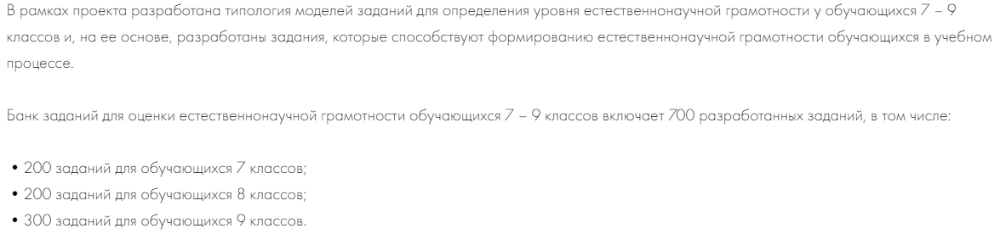 В рамках проекта разработана типология моделей заданий для определения уровня естественнонаучной грамотности у обучающихся 7 – 9
классов и, на ее основе, разработаны задания, которые способствуют формированию естественнонаучной грамотности обучающихся в учебном
процессе.
Банк заданий для оценки естественнонаучной грамотности обучающихся 7 – 9 классов включает 700 разработанных заданий, в том числе:
• 200 заданий для обучающихся 7 классов;
• 200 заданий для обучающихся 8 классов;
• 300 заданий для обучающихся 9 классов.